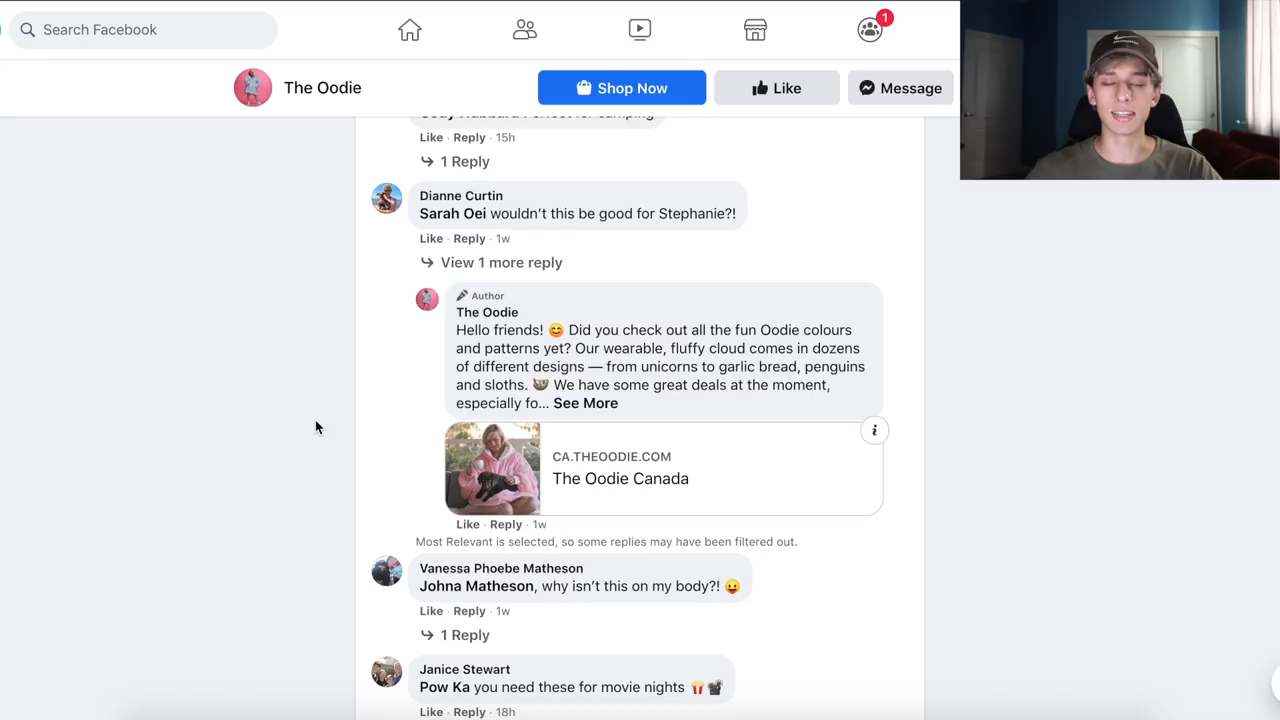 Search Facebook
1
The Oodie
Shop Now
Like
Message
Like · Reply · 15h
1 Reply
Dianne Curtin
Sarah Oei wouldn't this be good for Stephanie?!
Like · Reply · 1w
View 1 more reply
Author
The Oodie
Hello friends! 😊 Did you check out all the fun Oodie colours
and patterns yet? Our wearable, fluffy cloud comes in dozens
of different designs — from unicorns to garlic bread, penguins
and sloths. 🦥 We have some great deals at the moment,
especially fo... See More
CA.THEOODIE.COM
The Oodie Canada
Like · Reply · 1w
Most Relevant is selected, so some replies may have been filtered out.
Vanessa Phoebe Matheson
Johna Matheson, why isn't this on my body?! 😛
Like · Reply · 1w
1 Reply
Janice Stewart
Pow Ka you need these for movie nights 🍿📽
Like · Reply · 18h